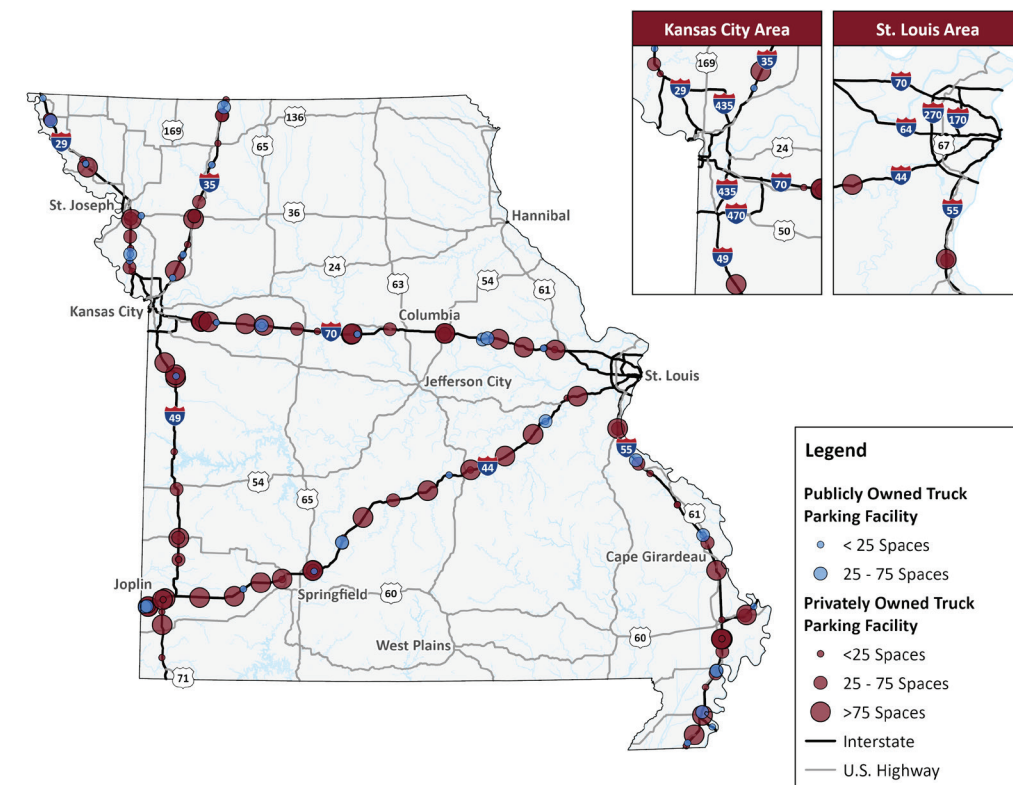 Kansas City Area
St. Louis Area
169
35
29
435
24
70
435
470
50
49
70
270
170
64
67
44
55
29
169
136
65
35
St. Joseph
36
Hannibal
24
63
54
61
Kansas City
Columbia
70
Jefferson City
St. Louis
49
44
55
54
65
61
Cape Girardeau
Joplin
Springfield
60
West Plains
60
71
Legend
Publicly Owned Truck
Parking Facility
< 25 Spaces
25 - 75 Spaces
Privately Owned Truck
Parking Facility
<25 Spaces
25 - 75 Spaces
>75 Spaces
Interstate
U.S. Highway